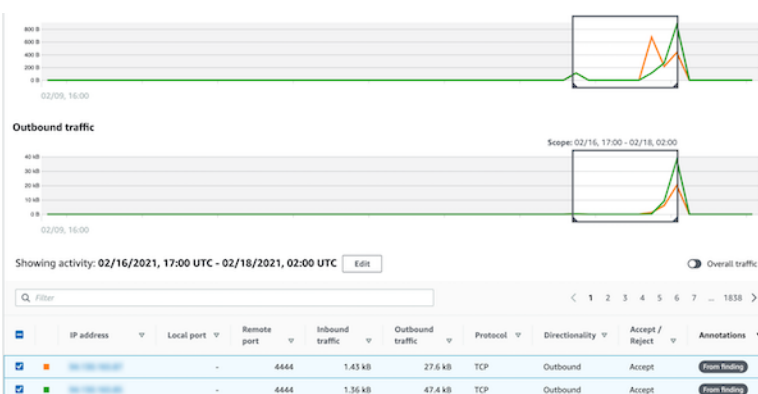 800 B
600 B
400 B
200 B
0 B
02/09, 16:00
Outbound traffic
Scope: 02/16, 17:00 - 02/18, 02:00
40 kB
30 kB
20 kB
10 kB
0 B
02/09, 16:00
Showing activity: 02/16/2021, 17:00 UTC - 02/18/2021, 02:00 UTC Edit Overall traffic
Filter < 1 2 3 4 5 6 7 ... 1838 >
IP address Local port Remote port Inbound traffic Outbound traffic Protocol Directionality Accept / Reject Annotations
- 4444 1.43 kB 27.6 kB TCP Outbound Accept From finding
- 4444 1.36 kB 47.4 kB TCP Outbound Accept From finding